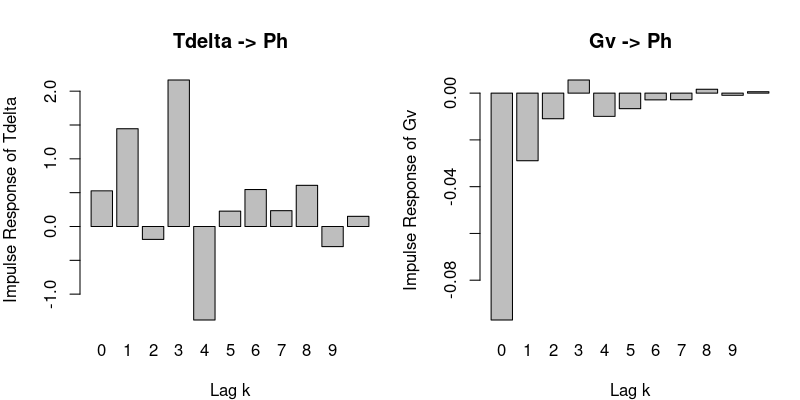 Tdelta -> Ph
Impulse Response of Tdelta
2.0
1.0
0.0
-1.0
0 1 2 3 4 5 6 7 8 9
Lag k
Gv -> Ph
Impulse Response of Gv
0.00
-0.04
-0.08
0 1 2 3 4 5 6 7 8 9
Lag k